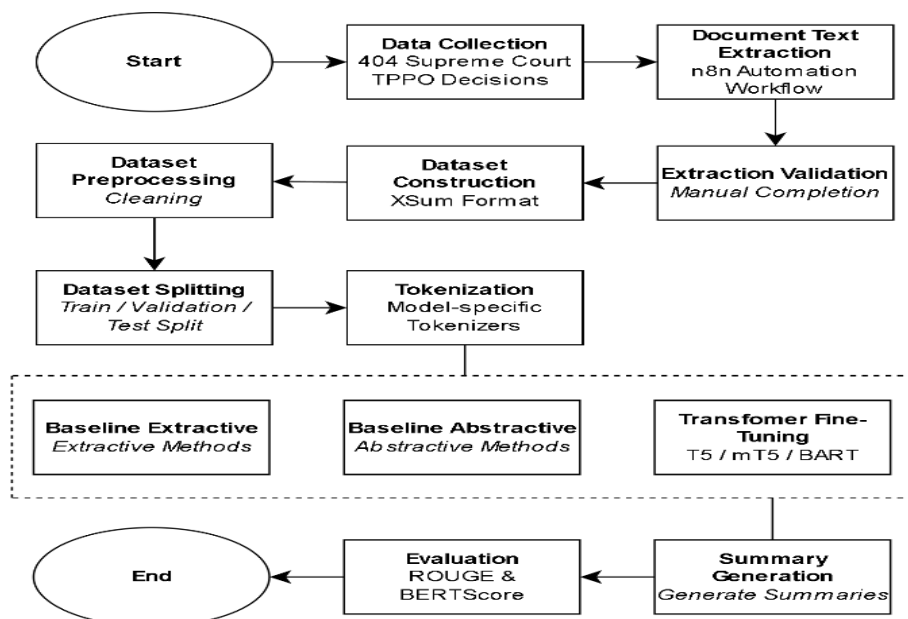 Start
Data Collection
404 Supreme Court
TPPO Decisions
Document Text
Extraction
n8n Automation
Workflow
Extraction Validation
Manual Completion
Dataset
Construction
XSum Format
Dataset
Preprocessing
Cleaning
Dataset Splitting
Train / Validation /
Test Split
Tokenization
Model-specific
Tokenizers
Baseline Extractive
Extractive Methods
Baseline Abstractive
Abstractive Methods
Transfomer Fine-
Tuning
T5 / mT5 / BART
Summary
Generation
Generate Summaries
Evaluation
ROUGE &
BERTScore
End